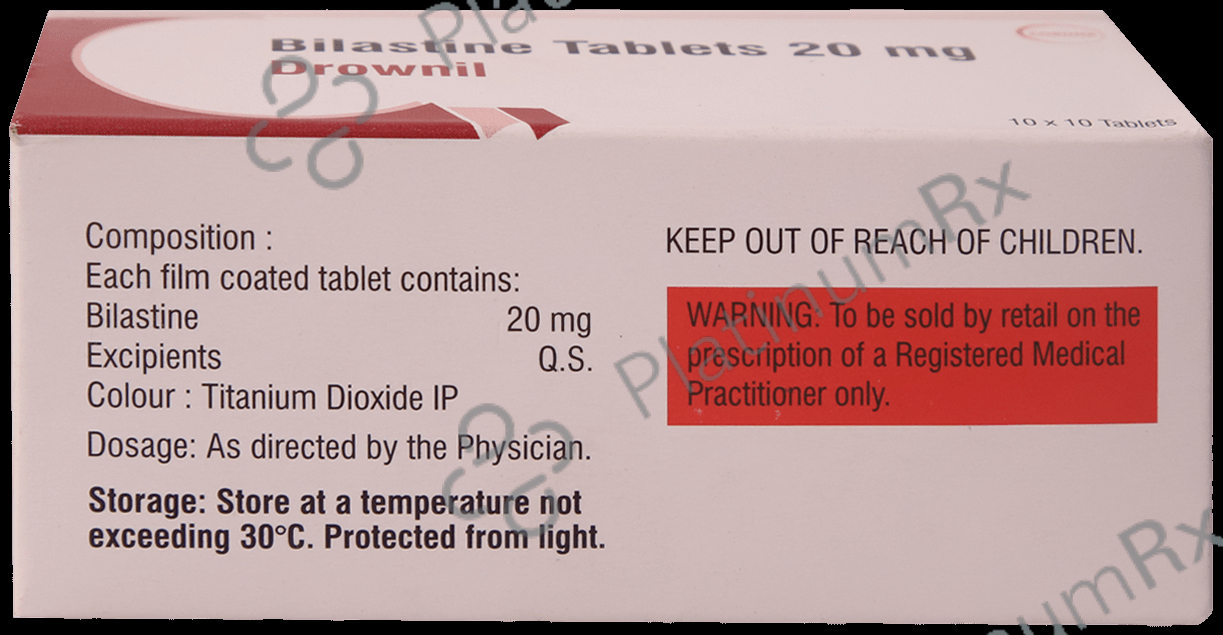 Bilastine Tablets 20 mg
Drownil
10 x 10 Tablets
Composition :
Each film coated tablet contains:
Bilastine 20 mg
Excipients Q.S.
Colour : Titanium Dioxide IP
Dosage: As directed by the Physician.
Storage: Store at a temperature not
exceeding 30°C. Protected from light.
KEEP OUT OF REACH OF CHILDREN.
WARNING: To be sold by retail on the
prescription of a Registered Medical
Practitioner only.
PlatinumRx